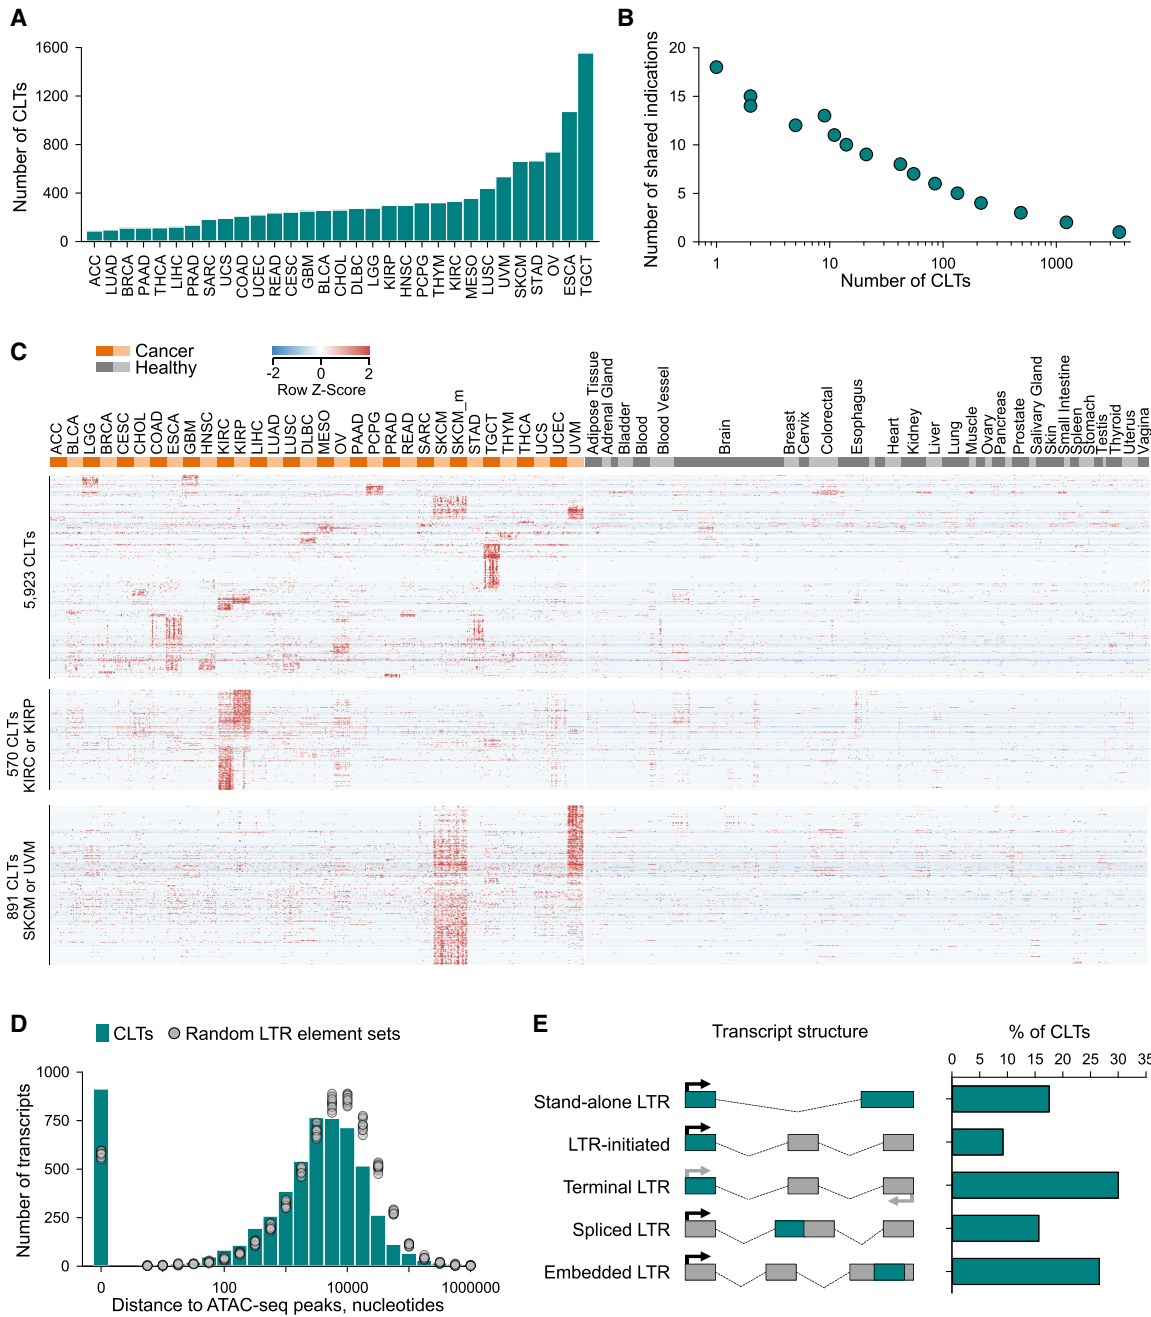 A
1600
1200
800
400
0
Number of CLTs
ACC
LUAD
BRCA
PAAD
THCA
LIHC
PRAD
SARC
UCS
COAD
UCEC
READ
CESC
GBM
BLCA
CHOL
DLBC
LGG
KIRP
HNSC
PCPG
THYM
KIRC
MESO
LUSC
UVM
SKCM
STAD
OV
ESCA
TGCT
B
20
15
10
5
0
Number of shared indications
1
10
100
1000
Number of CLTs
C
Cancer
Healthy
-2
0
2
Row Z-Score
ACC
BLCA
LGG
BRCA
CESC
CHOL
COAD
ESCA
GBM
HNSC
KIRC
KIRP
LIHC
LUAD
LUSC
DLBC
MESO
OV
PAAD
PCPG
PRAD
READ
SARC
SKCM
SKCM_m
STAD
TGCT
THYM
THCA
UCS
UCEC
UVM
Adipose Tissue
Adrenal Gland
Bladder
Blood
Blood Vessel
Brain
Breast
Cervix
Colorectal
Esophagus
Heart
Kidney
Liver
Lung
Muscle
Ovary
Pancreas
Prostate
Salivary Gland
Skin
Small Intestine
Spleen
Stomach
Testis
Thyroid
Uterus
Vagina
5,923 CLTs
570 CLTs
KIRC or KIRP
891 CLTs
SKCM or UVM
D
CLTs
Random LTR element sets
1000
750
500
250
0
Number of transcripts
0
100
10000
1000000
Distance to ATAC-seq peaks, nucleotides
E
Transcript structure
% of CLTs
0 5 10 15 20 25 30 35
Stand-alone LTR
LTR-initiated
Terminal LTR
Spliced LTR
Embedded LTR